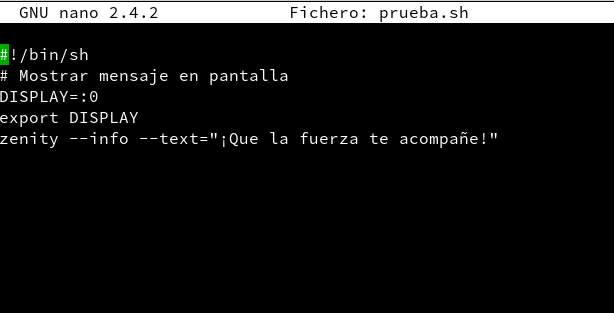 GNU nano 2.4.2 Fichero: prueba.sh
#!/bin/sh
# Mostrar mensaje en pantalla
DISPLAY=:0
export DISPLAY
zenity --info --text="¡Que la fuerza te acompañe!"